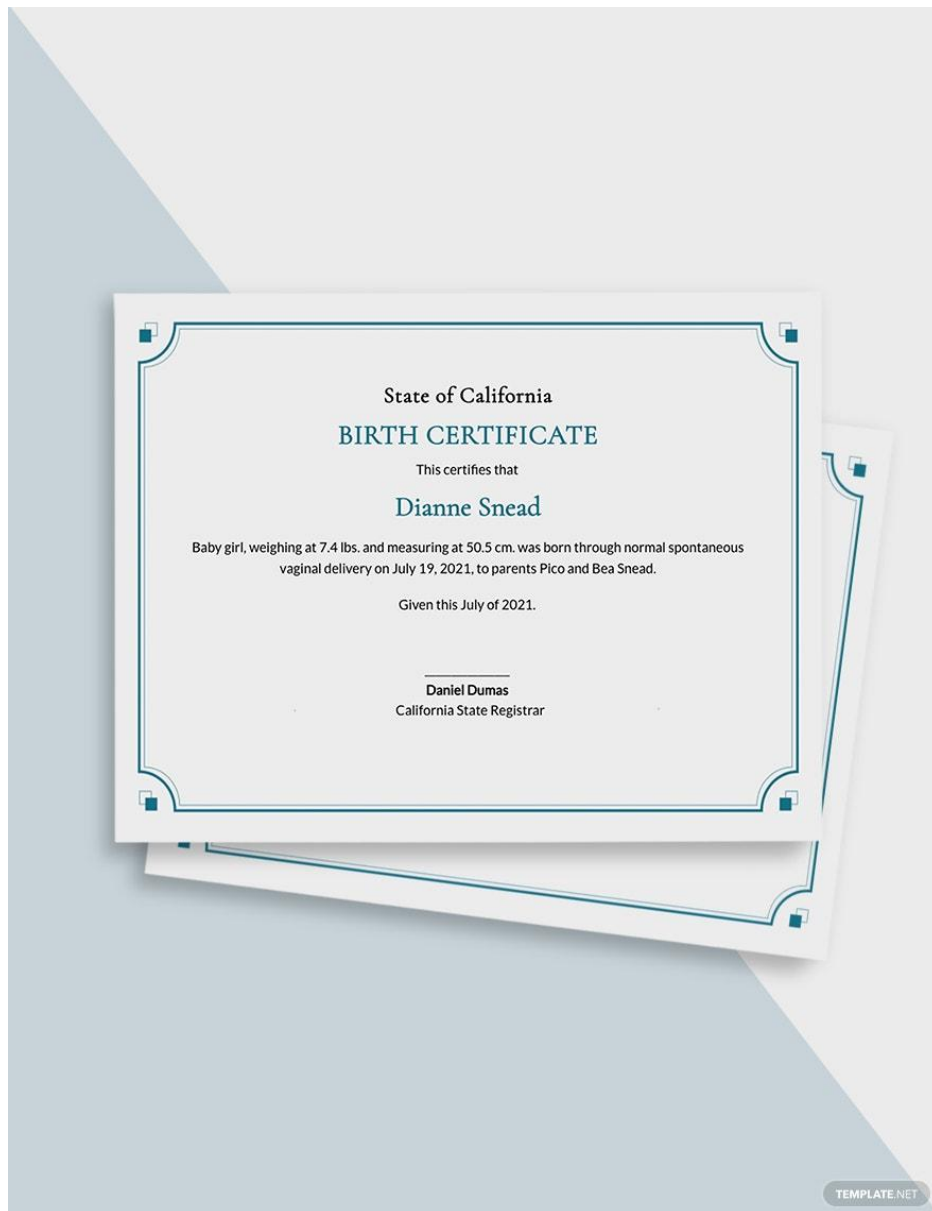 State of California
BIRTH CERTIFICATE
This certifies that
Dianne Snead
Baby girl, weighing at 7.4 lbs. and measuring at 50.5 cm. was born through normal spontaneous
vaginal delivery on July 19, 2021, to parents Pico and Bea Snead.
Given this July of 2021.
Daniel Dumas
California State Registrar
TEMPLATE.NET